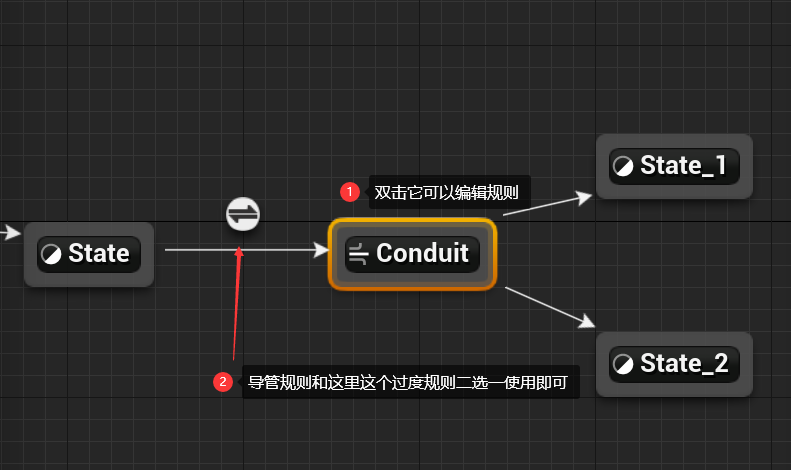 State_1
1 双击它可以编辑规则
State
Conduit
State_2
2 导管规则和这里这个过度规则二选一使用即可